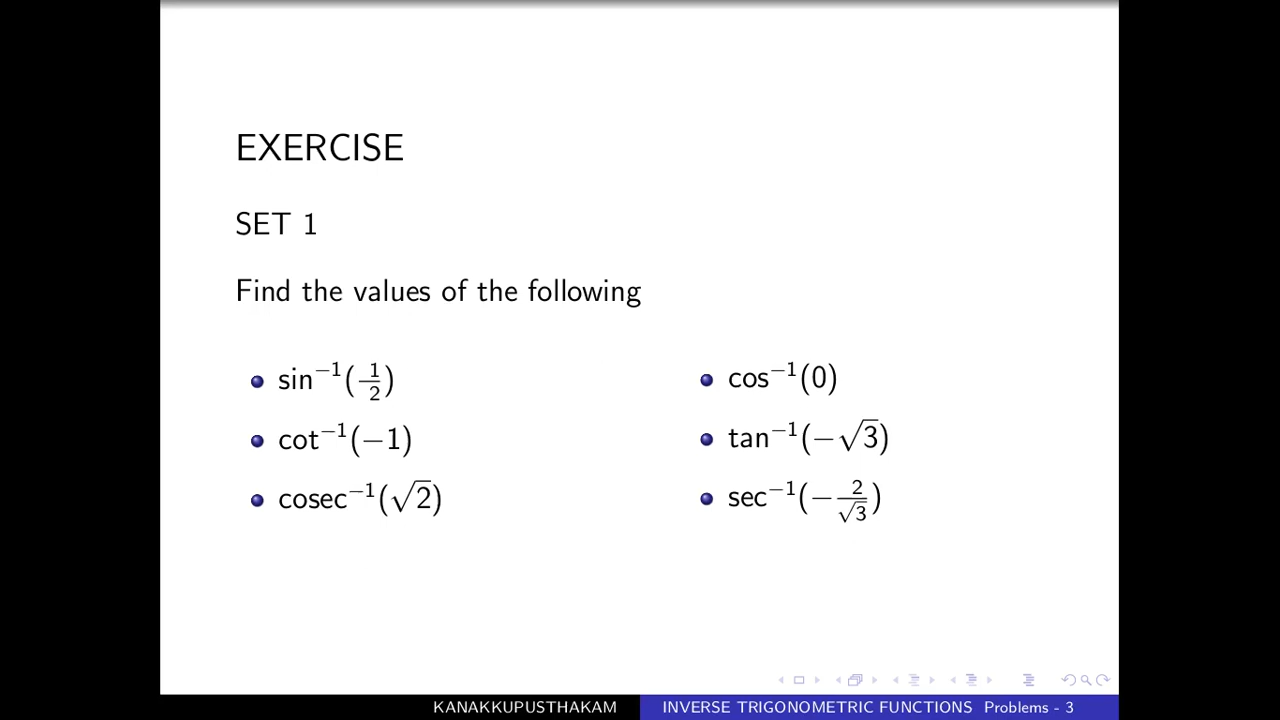 EXERCISE
SET 1
Find the values of the following
• sin⁻¹(1/2)
• cot⁻¹(−1)
• cosec⁻¹(√2)
• cos⁻¹(0)
• tan⁻¹(−√3)
• sec⁻¹(−2/√3)
KANAKKUPUSTHAKAM
INVERSE TRIGONOMETRIC FUNCTIONS Problems - 3